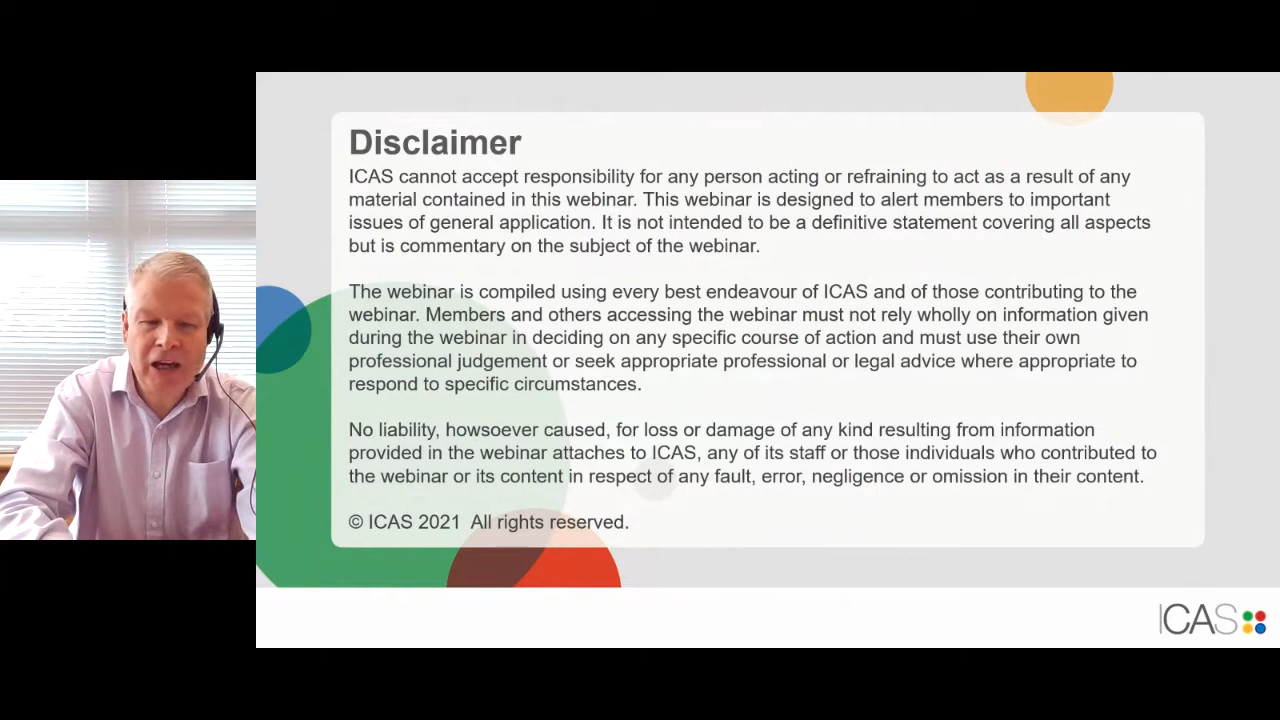 Disclaimer
ICAS cannot accept responsibility for any person acting or refraining to act as a result of any
material contained in this webinar. This webinar is designed to alert members to important
issues of general application. It is not intended to be a definitive statement covering all aspects
but is commentary on the subject of the webinar.
The webinar is compiled using every best endeavour of ICAS and of those contributing to the
webinar. Members and others accessing the webinar must not rely wholly on information given
during the webinar in deciding on any specific course of action and must use their own
professional judgement or seek appropriate professional or legal advice where appropriate to
respond to specific circumstances.
No liability, howsoever caused, for loss or damage of any kind resulting from information
provided in the webinar attaches to ICAS, any of its staff or those individuals who contributed to
the webinar or its content in respect of any fault, error, negligence or omission in their content.
© ICAS 2021 All rights reserved.
ICAS